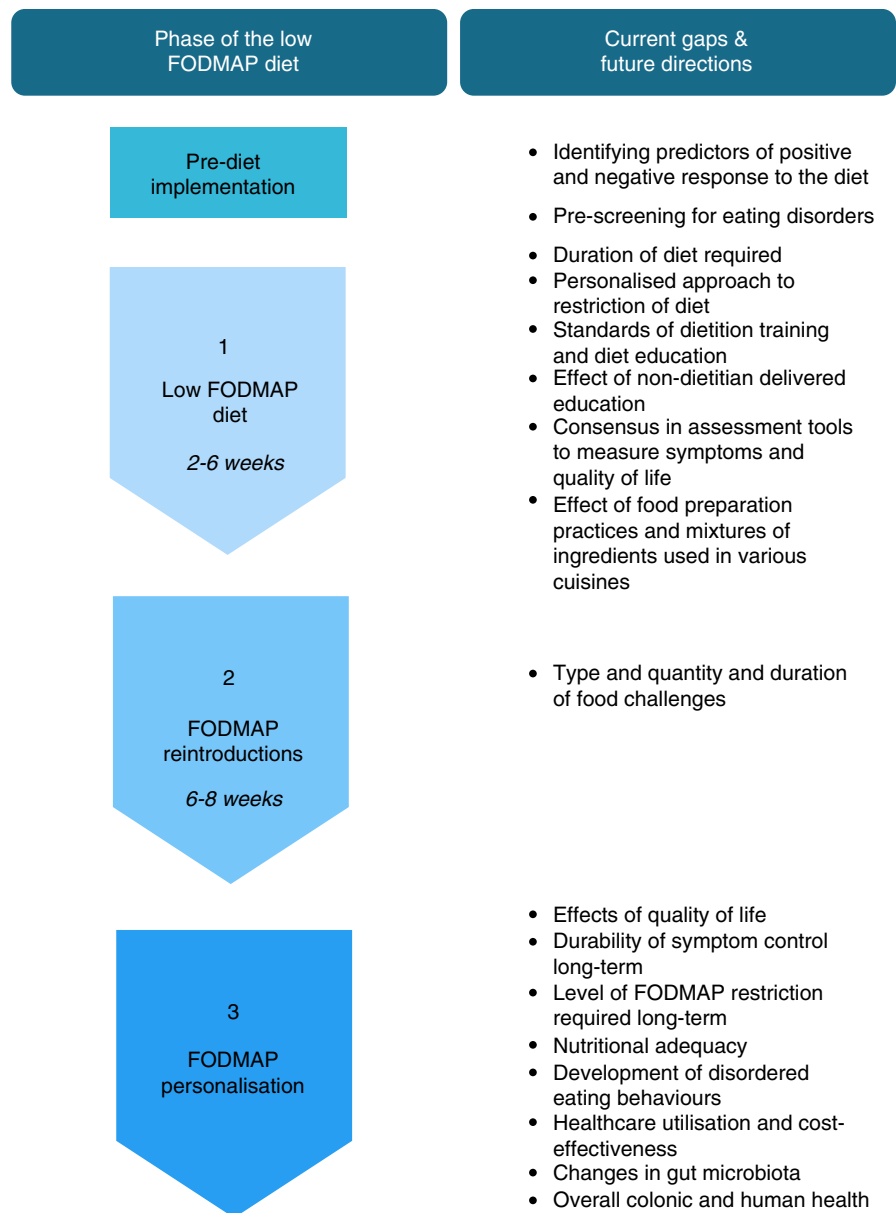 Phase of the low
FODMAP diet
Current gaps &
future directions
Pre-diet
implementation
• Identifying predictors of positive
and negative response to the diet
• Pre-screening for eating disorders
1
Low FODMAP
diet
2-6 weeks
• Duration of diet required
• Personalised approach to
restriction of diet
• Standards of dietition training
and diet education
• Effect of non-dietitian delivered
education
• Consensus in assessment tools
to measure symptoms and
quality of life
• Effect of food preparation
practices and mixtures of
ingredients used in various
cuisines
2
FODMAP
reintroductions
6-8 weeks
• Type and quantity and duration
of food challenges
3
FODMAP
personalisation
• Effects of quality of life
• Durability of symptom control
long-term
• Level of FODMAP restriction
required long-term
• Nutritional adequacy
• Development of disordered
eating behaviours
• Healthcare utilisation and cost-
effectiveness
• Changes in gut microbiota
• Overall colonic and human health